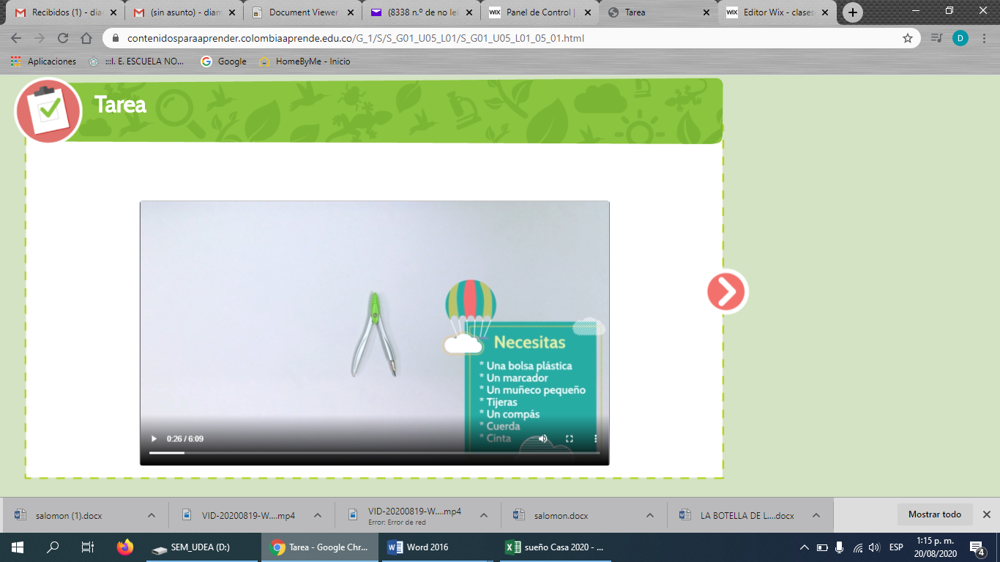 Recibidos (1) - dia
(sin asunto) - diam
Document Viewer
(8338 n.º de no leí
Panel de Control |
Tarea
Editor Wix - clases
contenidosparaaprender.colombiaaprende.edu.co/G_1/S/S_G01_U05_L01/S_G01_U05_L01_05_01.html
D
Aplicaciones
:::I. E. ESCUELA NO...
Google
HomeByMe - Inicio
Tarea
Necesitas
* Una bolsa plástica
* Un marcador
* Un muñeco pequeño
* Tijeras
* Un compás
* Cuerda
* Cinta
0:26 / 6:09
salomon (1).docx
VID-20200819-W....mp4
VID-20200819-W....mp4
Error: Error de red
salomon.docx
LA BOTELLA DE L....docx
Mostrar todo
SEM_UDEA (D:)
Tarea - Google Chr...
Word 2016
sueño Casa 2020 - ...
ESP
1:15 p. m.
20/08/2020
4